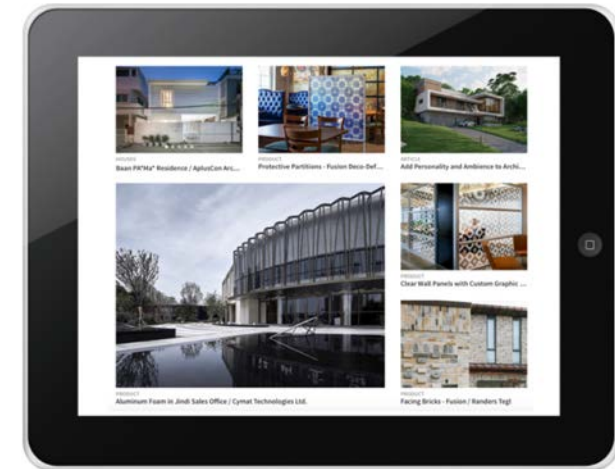 HOUSES
Baan PA"Ma" Residence / AplusCon Arc,...
PRODUCT
Protective Partitions - Fusion Deco-Def...
ARTICLE
Add Personality and Ambience to Archi...
PRODUCT
Clear Wall Panels with Custom Graphic ...
PRODUCT
Aluminum Foam in Jindi Sales Office / Cymat Technologies Ltd.
PRODUCT
Facing Bricks - Fusion / Randers Tegl